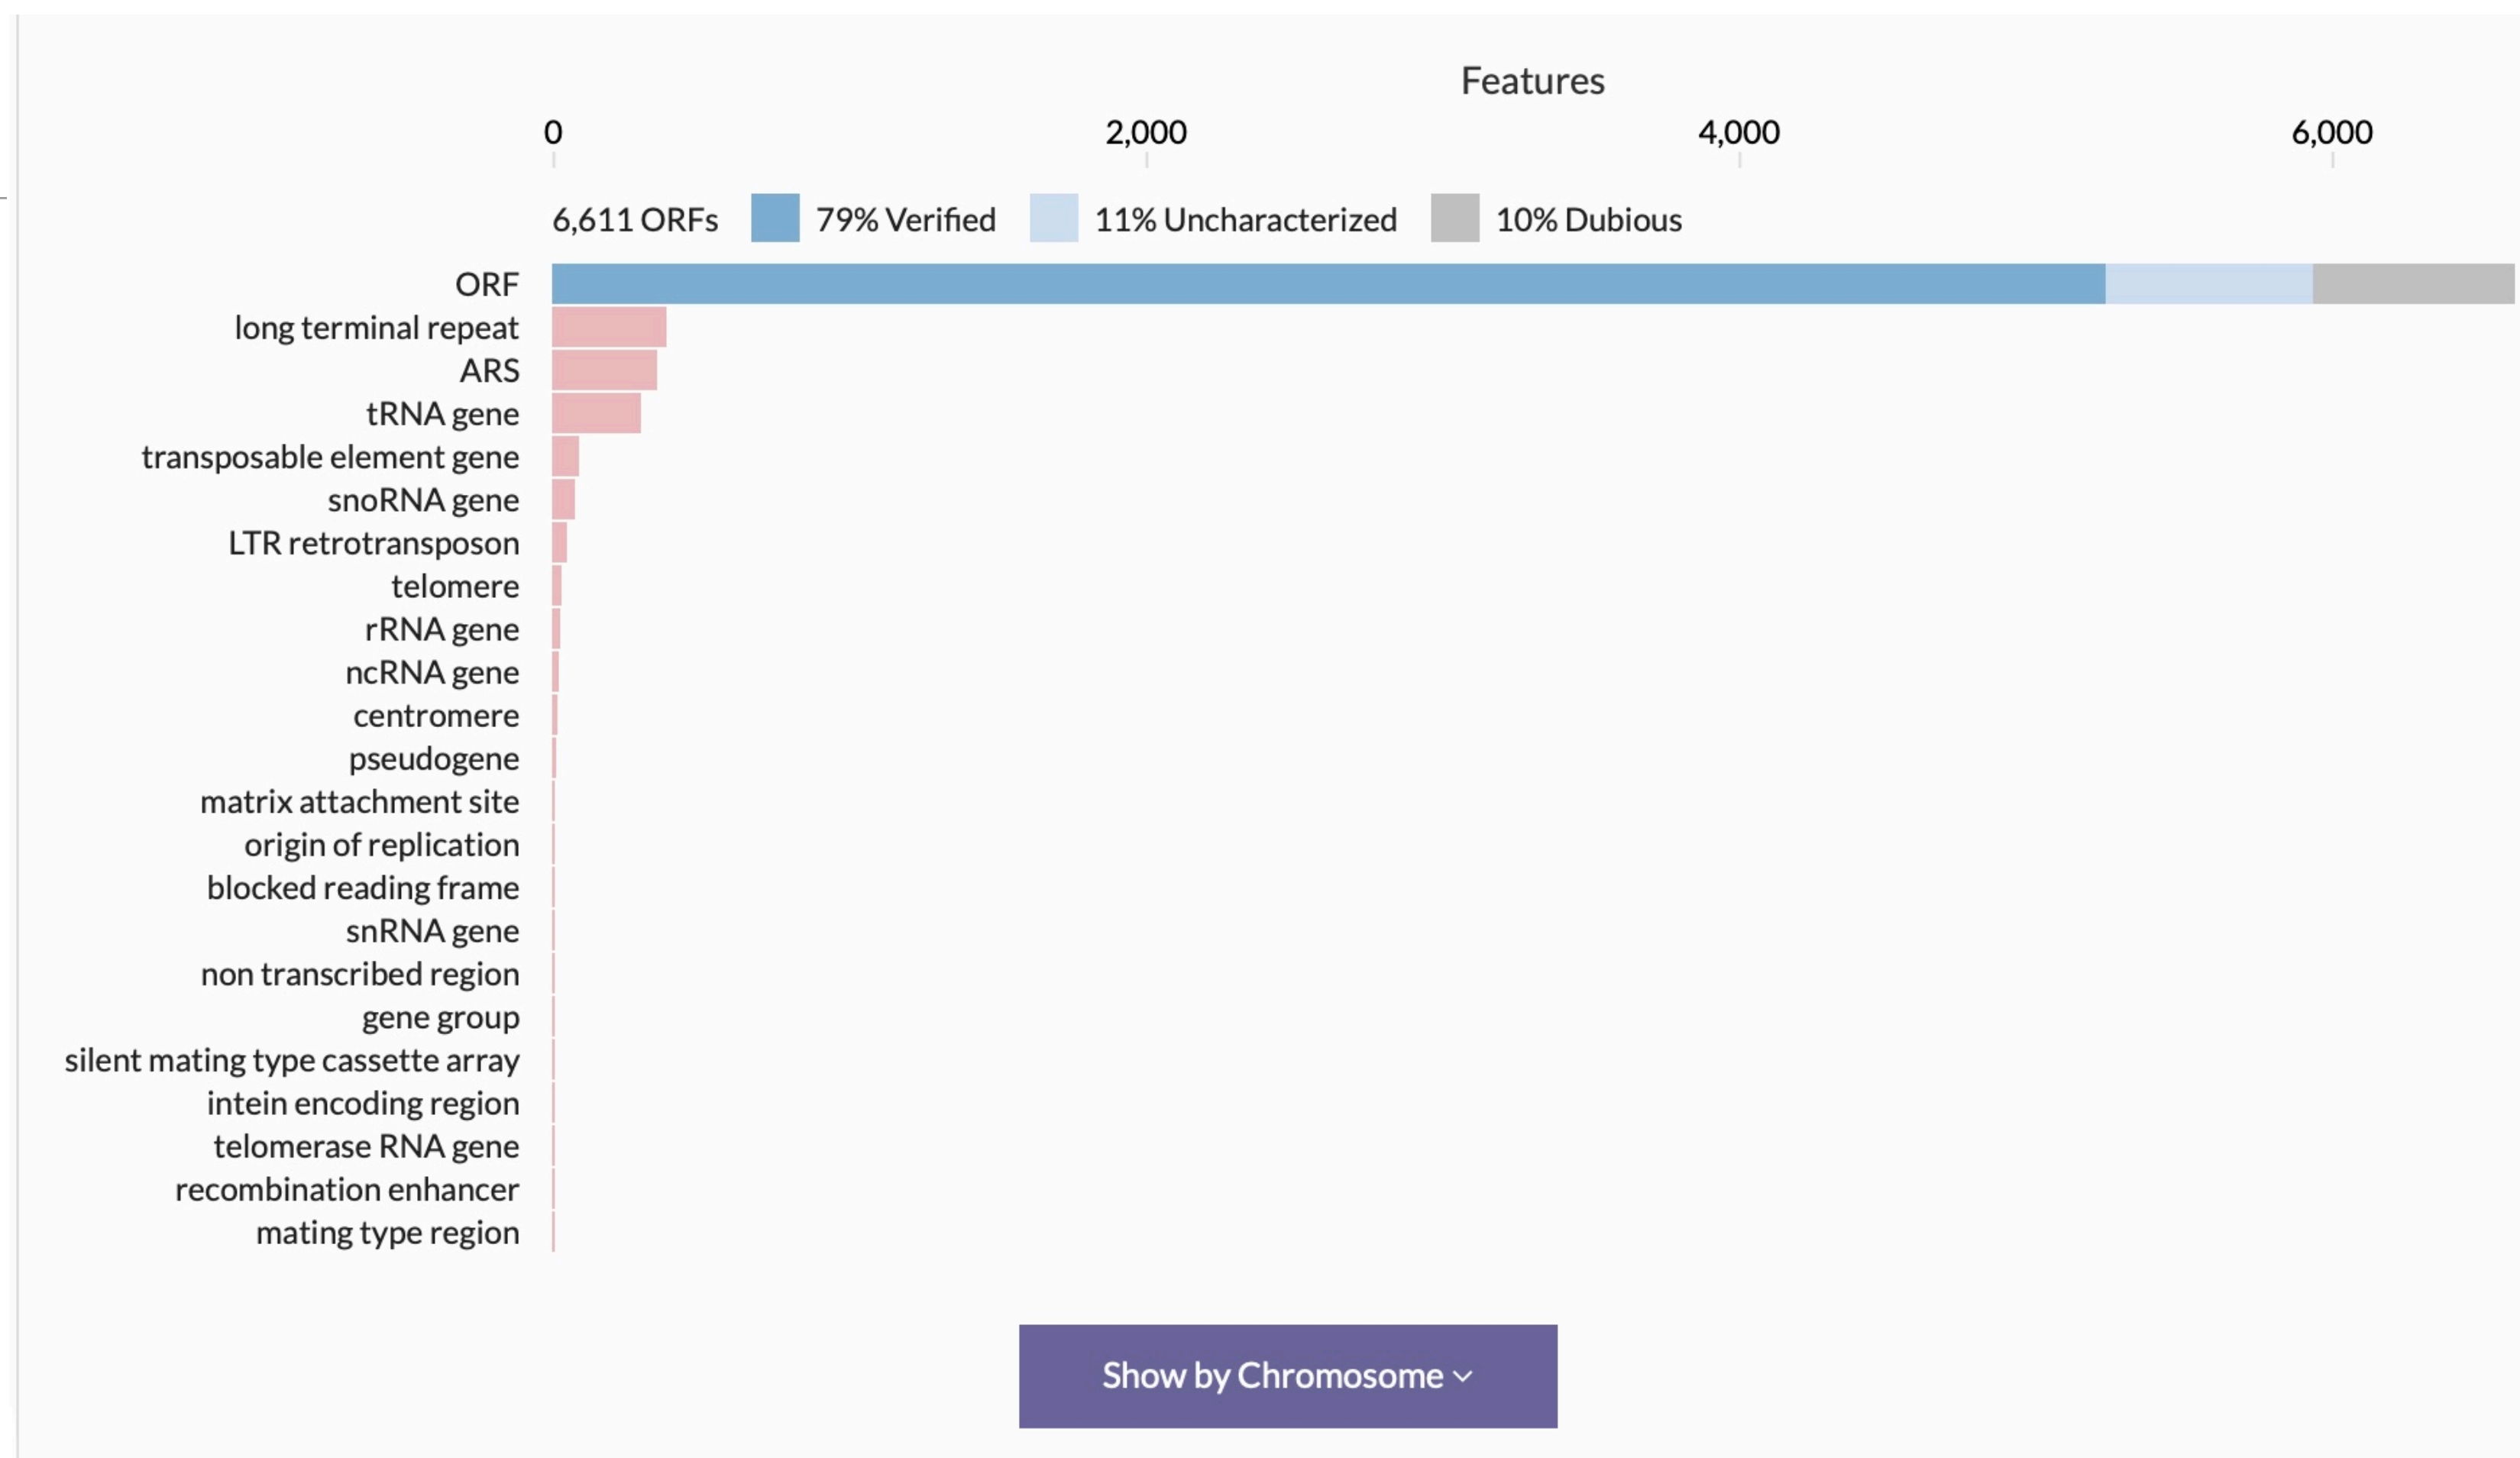 Features
0 2,000 4,000 6,000
6,611 ORFs 79% Verified 11% Uncharacterized 10% Dubious
ORF
long terminal repeat
ARS
tRNA gene
transposable element gene
snoRNA gene
LTR retrotransposon
telomere
rRNA gene
ncRNA gene
centromere
pseudogene
matrix attachment site
origin of replication
blocked reading frame
snRNA gene
non transcribed region
gene group
silent mating type cassette array
intein encoding region
telomerase RNA gene
recombination enhancer
mating type region
Show by Chromosome